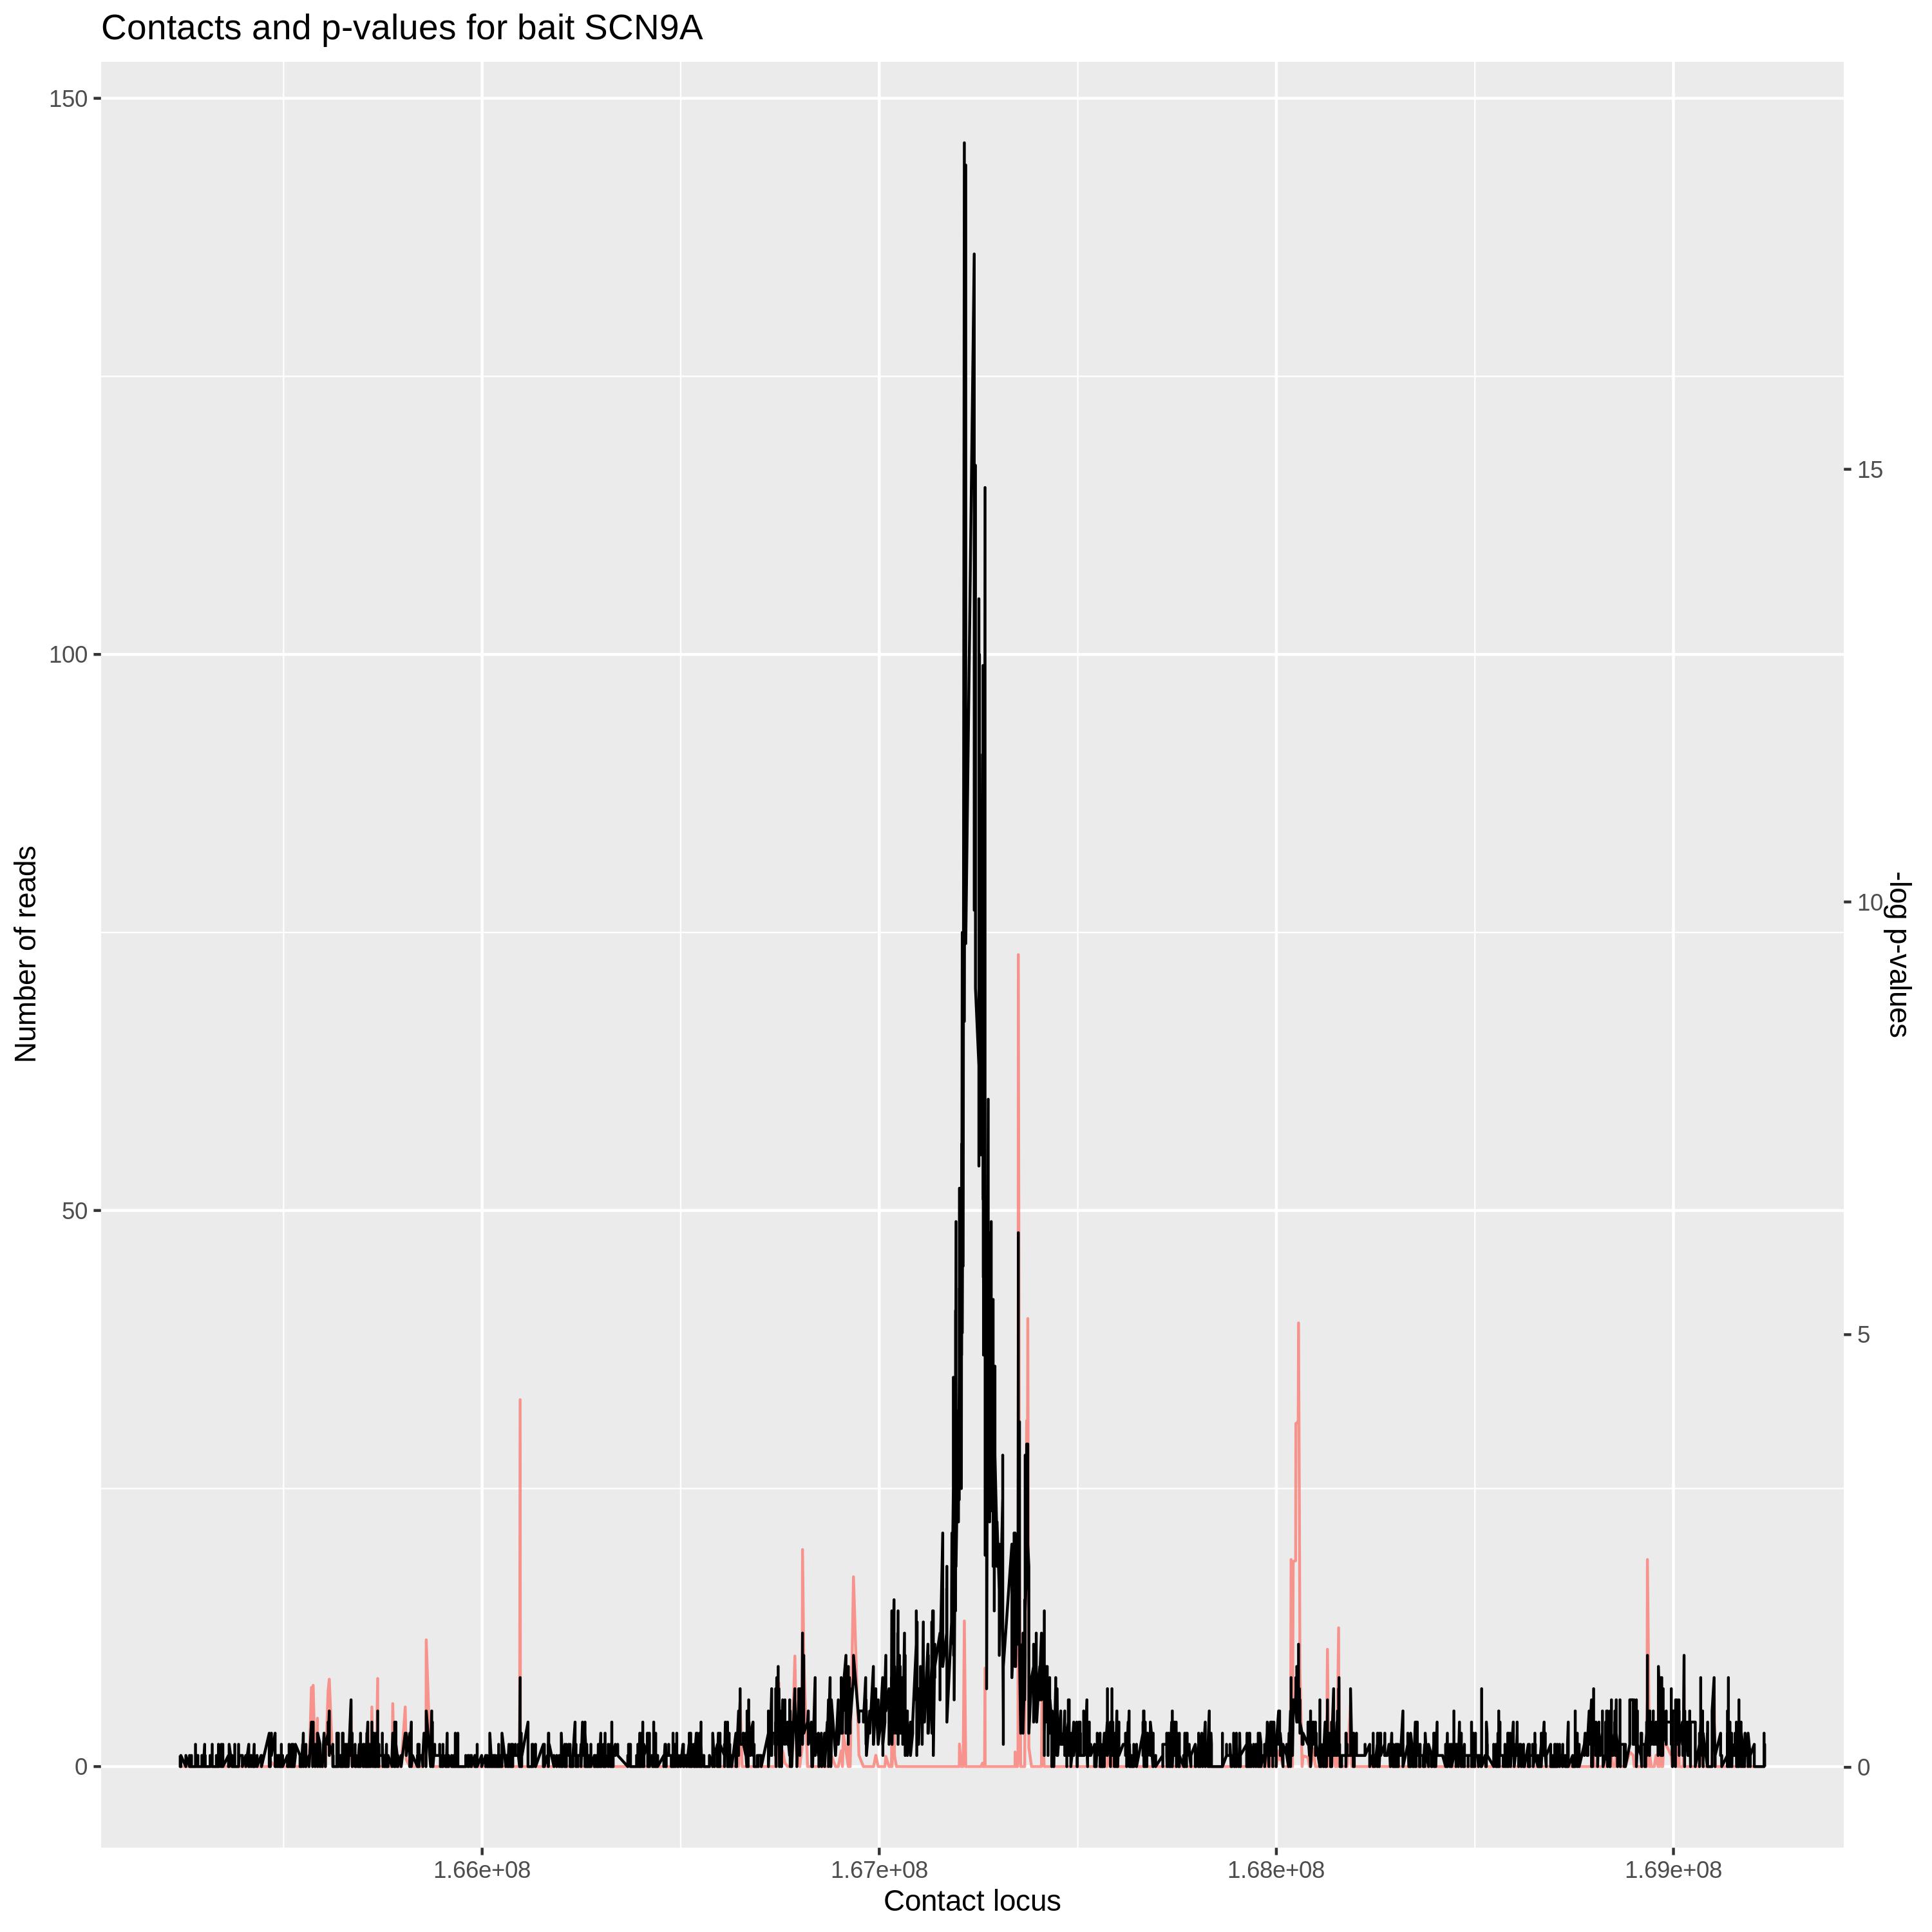 Contacts and p-values for bait SCN9A
150
100
50
0
Number of reads
15
10
5
0
-log p-values
1.66e+08
1.67e+08
1.68e+08
1.69e+08
Contact locus